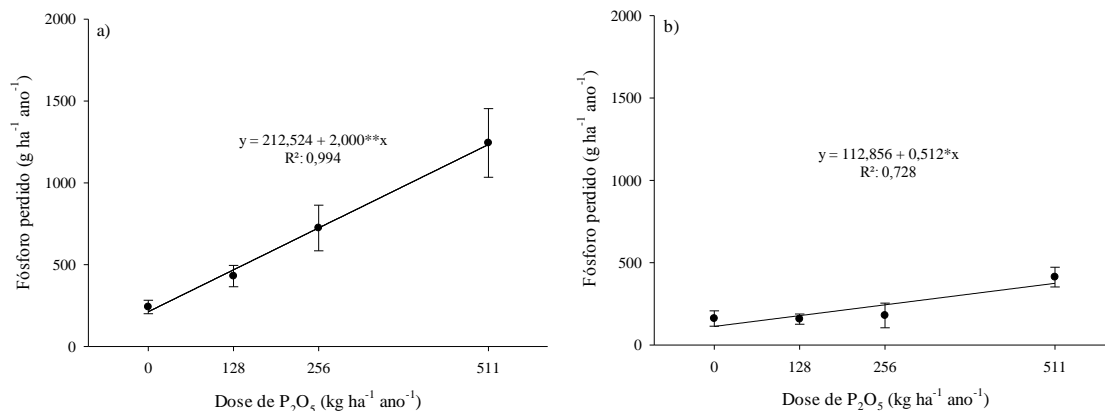 a)
Fósforo perdido (g ha⁻¹ ano⁻¹)
2000
1500
1000
500
0
y = 212,524 + 2,000**x
R²: 0,994
0 128 256 511
Dose de P₂O₅ (kg ha⁻¹ ano⁻¹)
b)
Fósforo perdido (g ha⁻¹ ano⁻¹)
2000
1500
1000
500
0
y = 112,856 + 0,512*x
R²: 0,728
0 128 256 511
Dose de P₂O₅ (kg ha⁻¹ ano⁻¹)